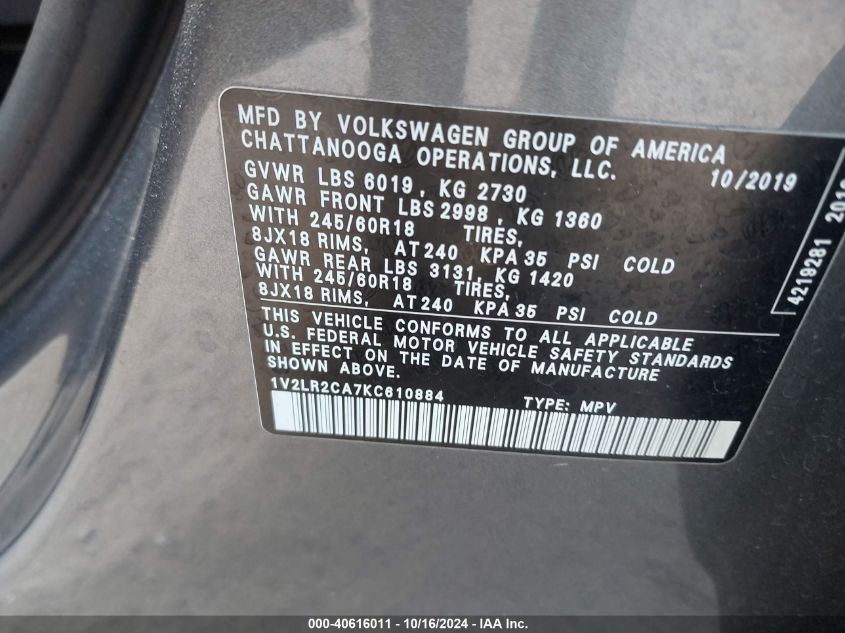 MFD BY VOLKSWAGEN GROUP OF AMERICA
CHATTANOOGA OPERATIONS, LLC. 10/2019
GVWR LBS 6019, KG 2730
GAWR FRONT LBS 2998, KG 1360
WITH 245/60R18 TIRES,
8JX18 RIMS, AT 240 KPA 35 PSI COLD
GAWR REAR LBS 3131, KG 1420
WITH 245/60R18 TIRES,
8JX18 RIMS, AT 240 KPA 35 PSI COLD
THIS VEHICLE CONFORMS TO ALL APPLICABLE
U.S. FEDERAL MOTOR VEHICLE SAFETY STANDARDS
IN EFFECT ON THE DATE OF MANUFACTURE
SHOWN ABOVE.
1V2LR2CA7KC610884 TYPE: MPV
4219281
000-40616011 - 10/16/2024 - IAA Inc.